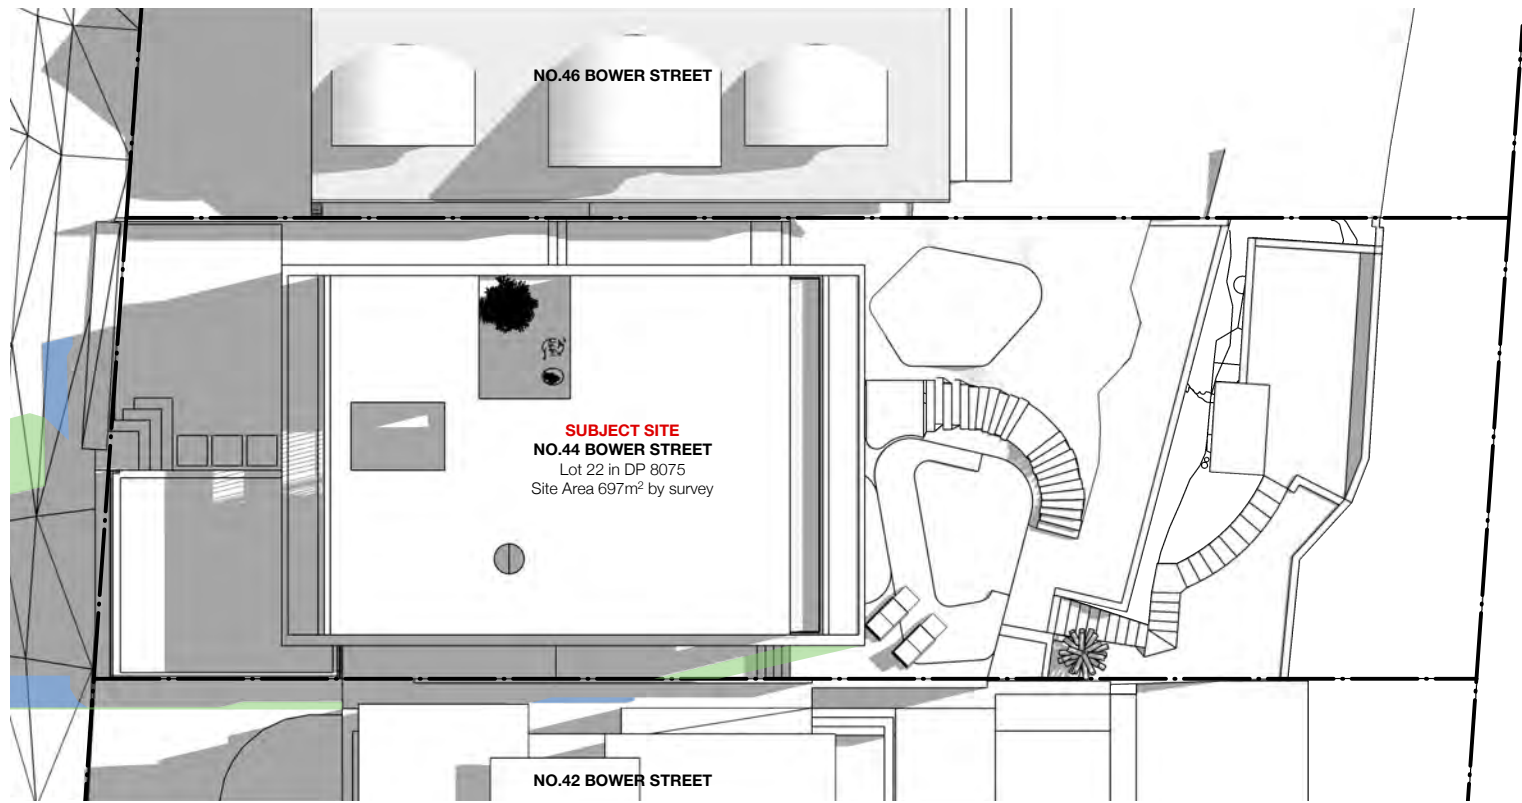 NO.46 BOWER STREET
SUBJECT SITE
NO.44 BOWER STREET
Lot 22 in DP 8075
Site Area 697m² by survey
NO.42 BOWER STREET